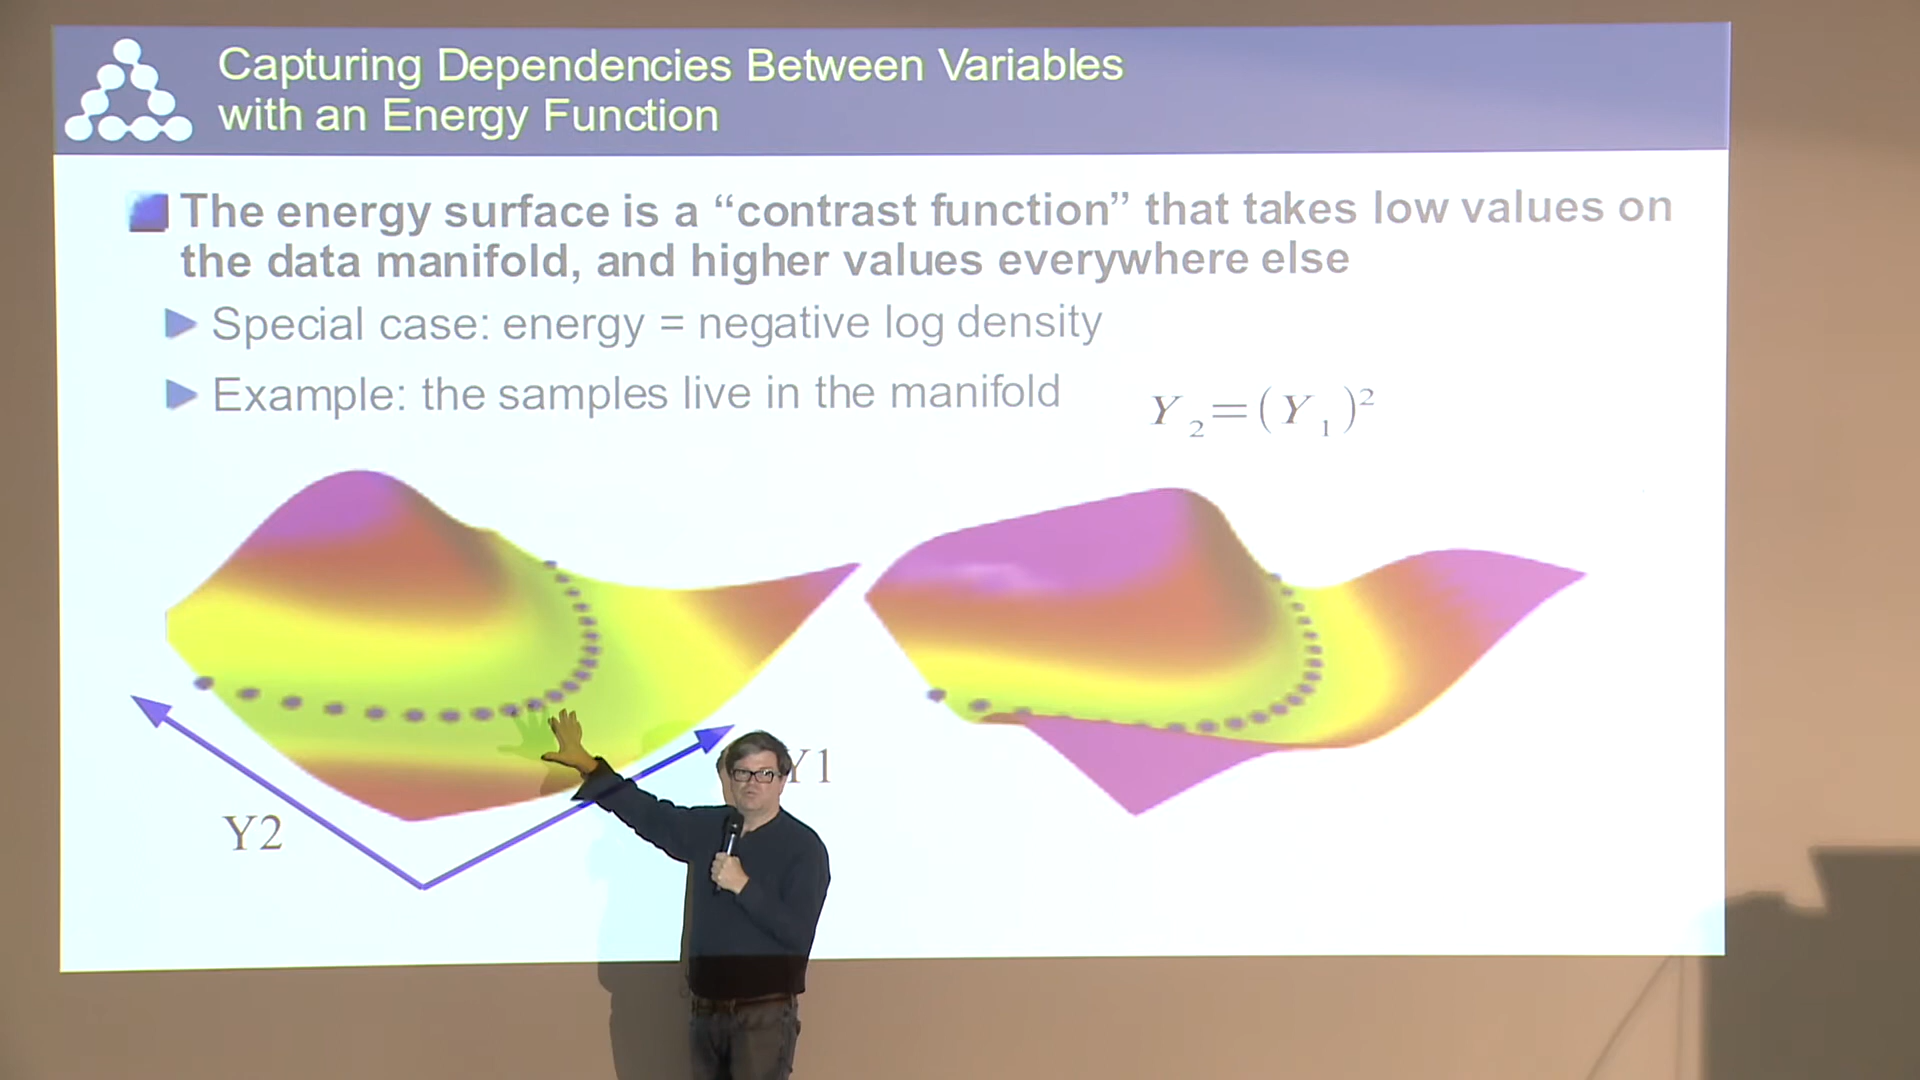 Capturing Dependencies Between Variables
with an Energy Function
The energy surface is a “contrast function” that takes low values on
the data manifold, and higher values everywhere else
Special case: energy = negative log density
Example: the samples live in the manifold
Y₂=(Y₁)²
Y1
Y2